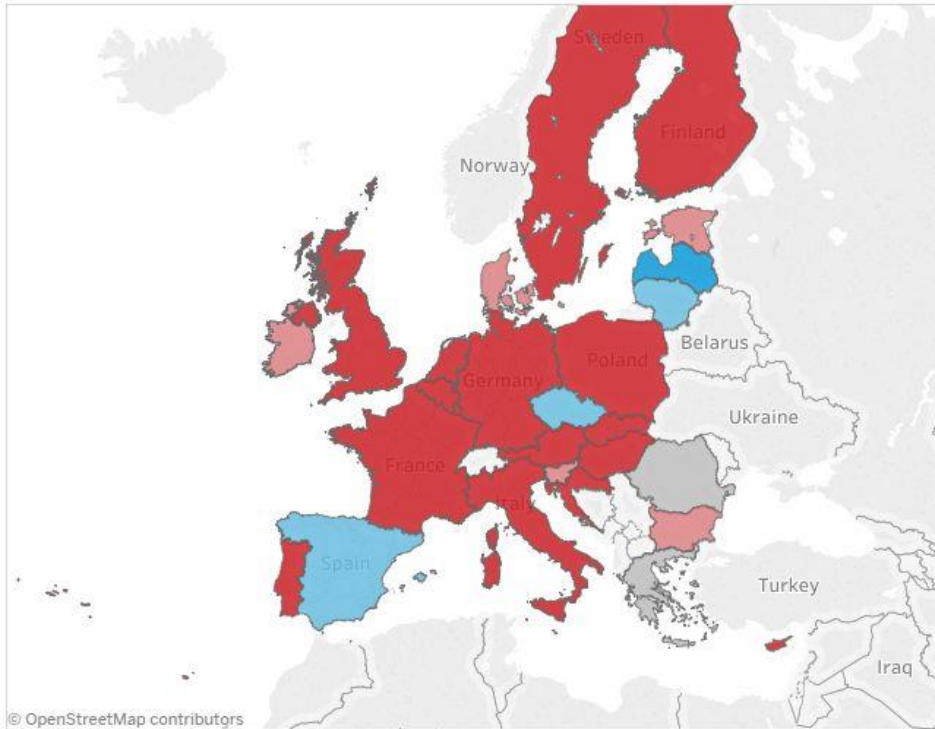 Sweden
Finland
Norway
Belarus
Poland
Germany
Ukraine
France
Italy
Spain
Turkey
Iraq
© OpenStreetMap contributors